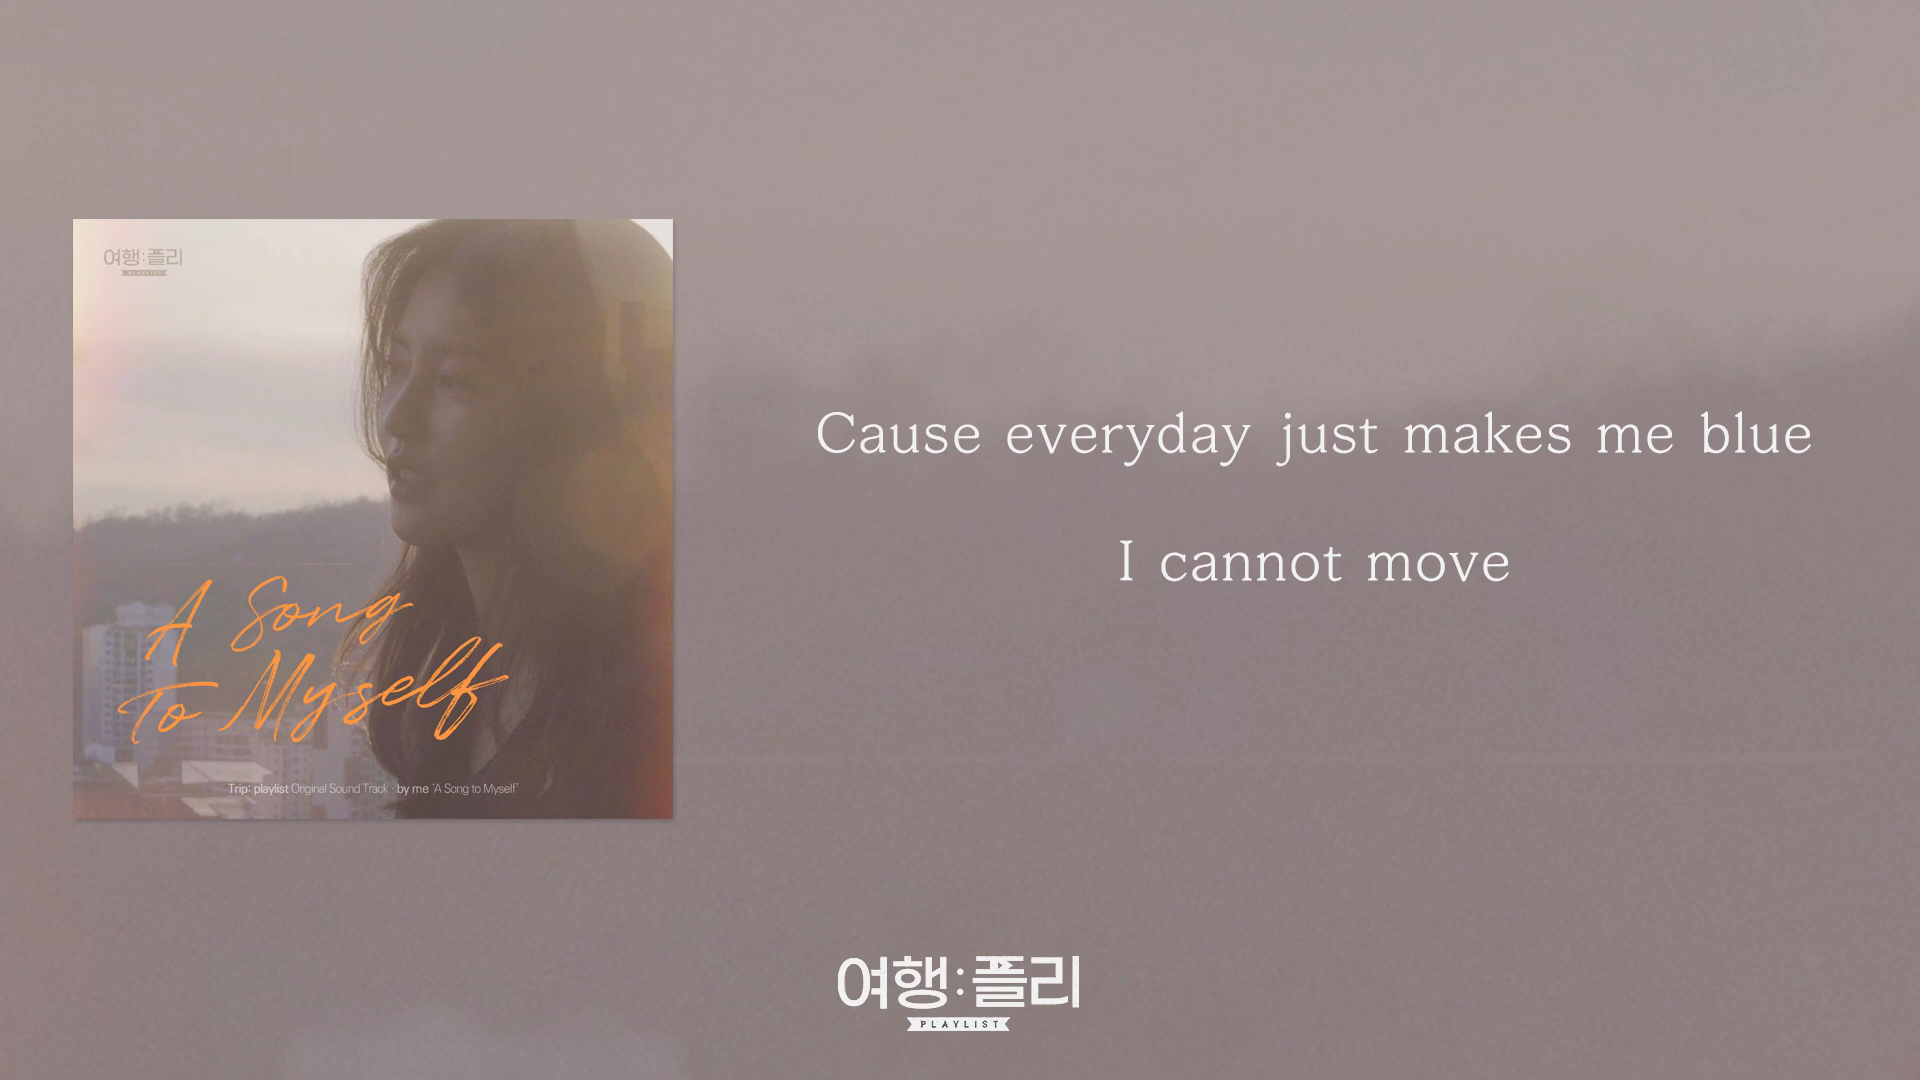 여행:플리
PLAYLIST
A Song
To Myself
Trip: playlist Original Sound Track · by me 'A Song to Myself'
Cause everyday just makes me blue
I cannot move
여행:플리
PLAYLIST